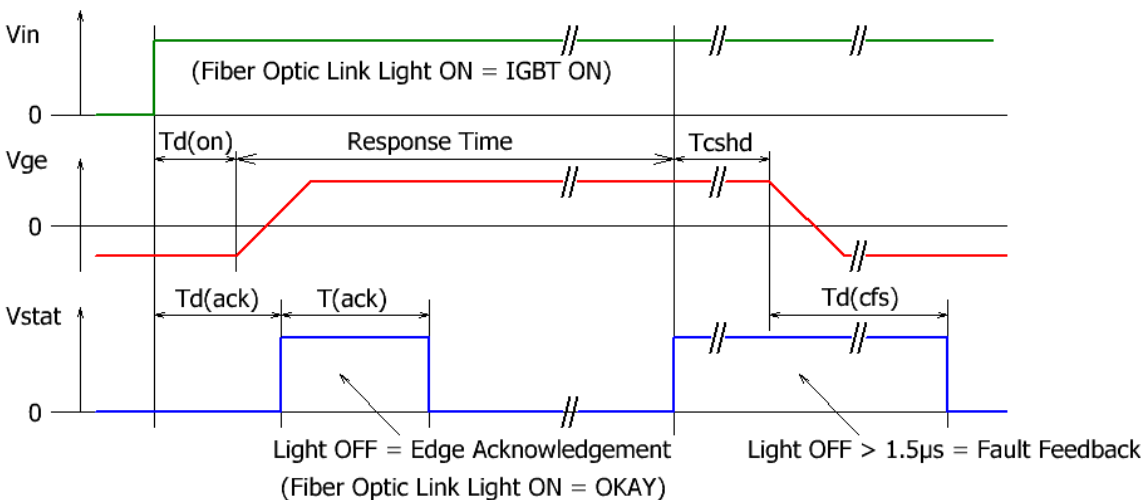 Vin
(Fiber Optic Link Light ON = IGBT ON)
0
Td(on)
Response Time
Tcshd
Vge
0
Td(ack)
T(ack)
Td(cfs)
Vstat
0
Light OFF = Edge Acknowledgement
Light OFF > 1.5µs = Fault Feedback
(Fiber Optic Link Light ON = OKAY)